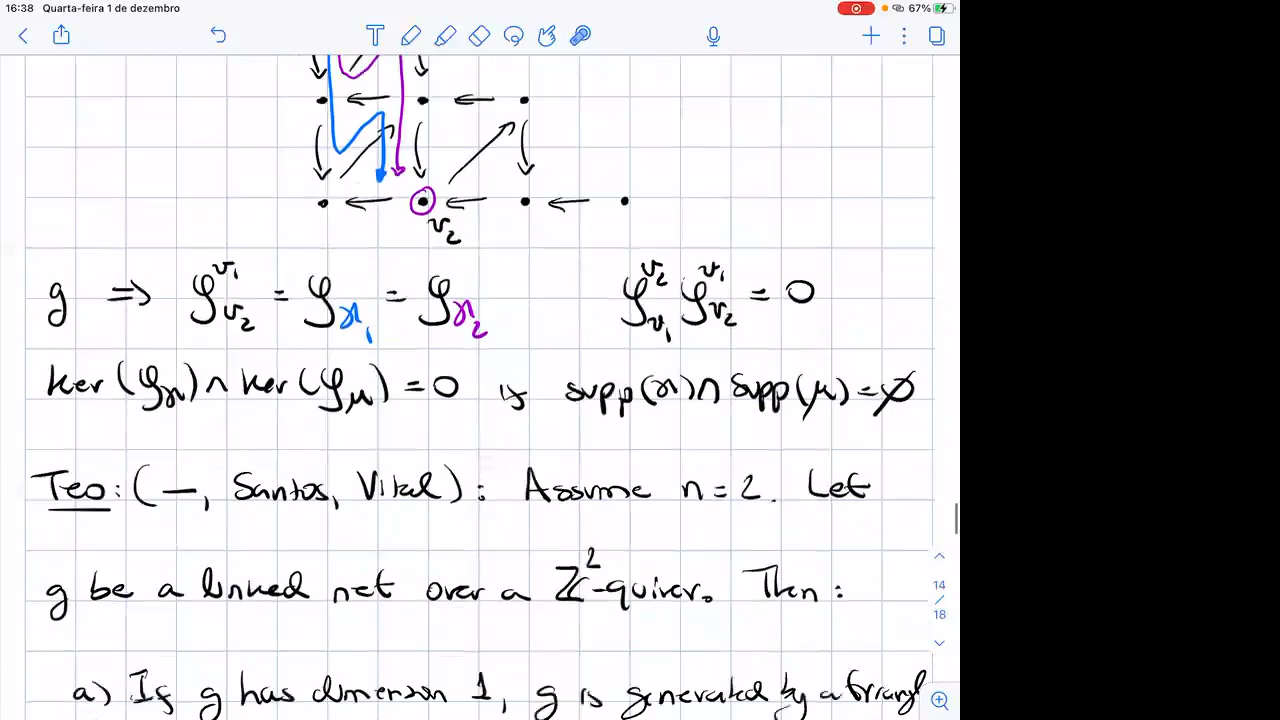 16:38 Quarta-feira 1 de dezembro 67%
v₂
g ⟹ φ^{v₁}_{v₂} = φ_{γ₁} = φ_{γ₂} φ^{v₂}_{v₁} φ^{v₁}_{v₂} = 0
ker(φ_γ) ∩ ker(φ_μ) = 0 if supp(γ) ∩ supp(μ) = ∅
Teo: (—, Santos, Vital): Assume n = 2. Let
g be a linked net over a ℤ²-quiver. Then:
a) If g has dimension 1, g is generated by a triangl
14
/
18